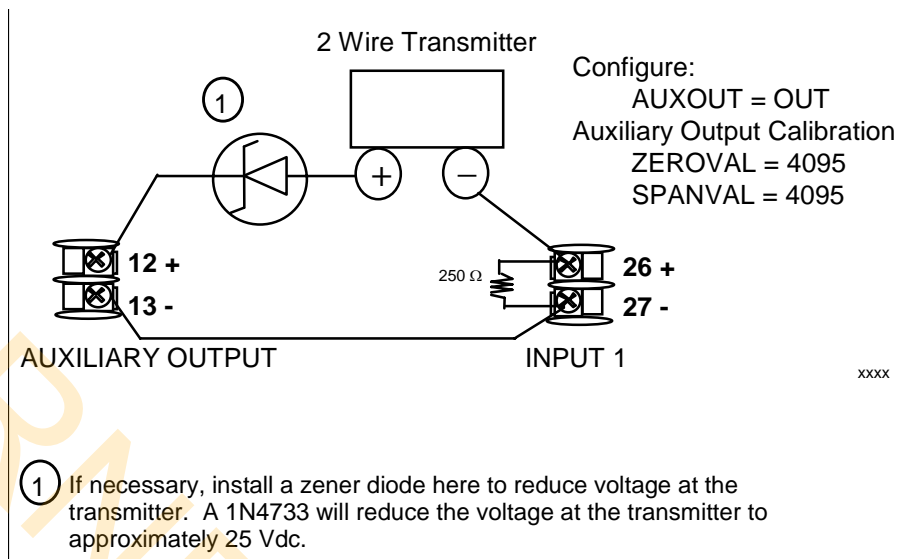 2 Wire Transmitter
Configure:
AUXOUT = OUT
Auxiliary Output Calibration
ZEROVAL = 4095
SPANVAL = 4095
1
+ −
12 +
13 -
250 Ω
26 +
27 -
AUXILIARY OUTPUT
INPUT 1
xxxx
1 If necessary, install a zener diode here to reduce voltage at the
transmitter. A 1N4733 will reduce the voltage at the transmitter to
approximately 25 Vdc.